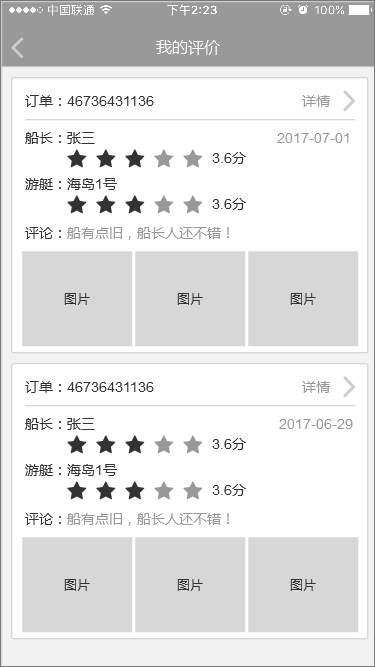 中国联通 下午2:23 100%
我的评价
订单：46736431136 详情
船长：张三 2017-07-01
3.6分
游艇：海岛1号
3.6分
评论：船有点旧，船长人还不错！
图片 图片 图片
订单：46736431136 详情
船长：张三 2017-06-29
3.6分
游艇：海岛1号
3.6分
评论：船有点旧，船长人还不错！
图片 图片 图片